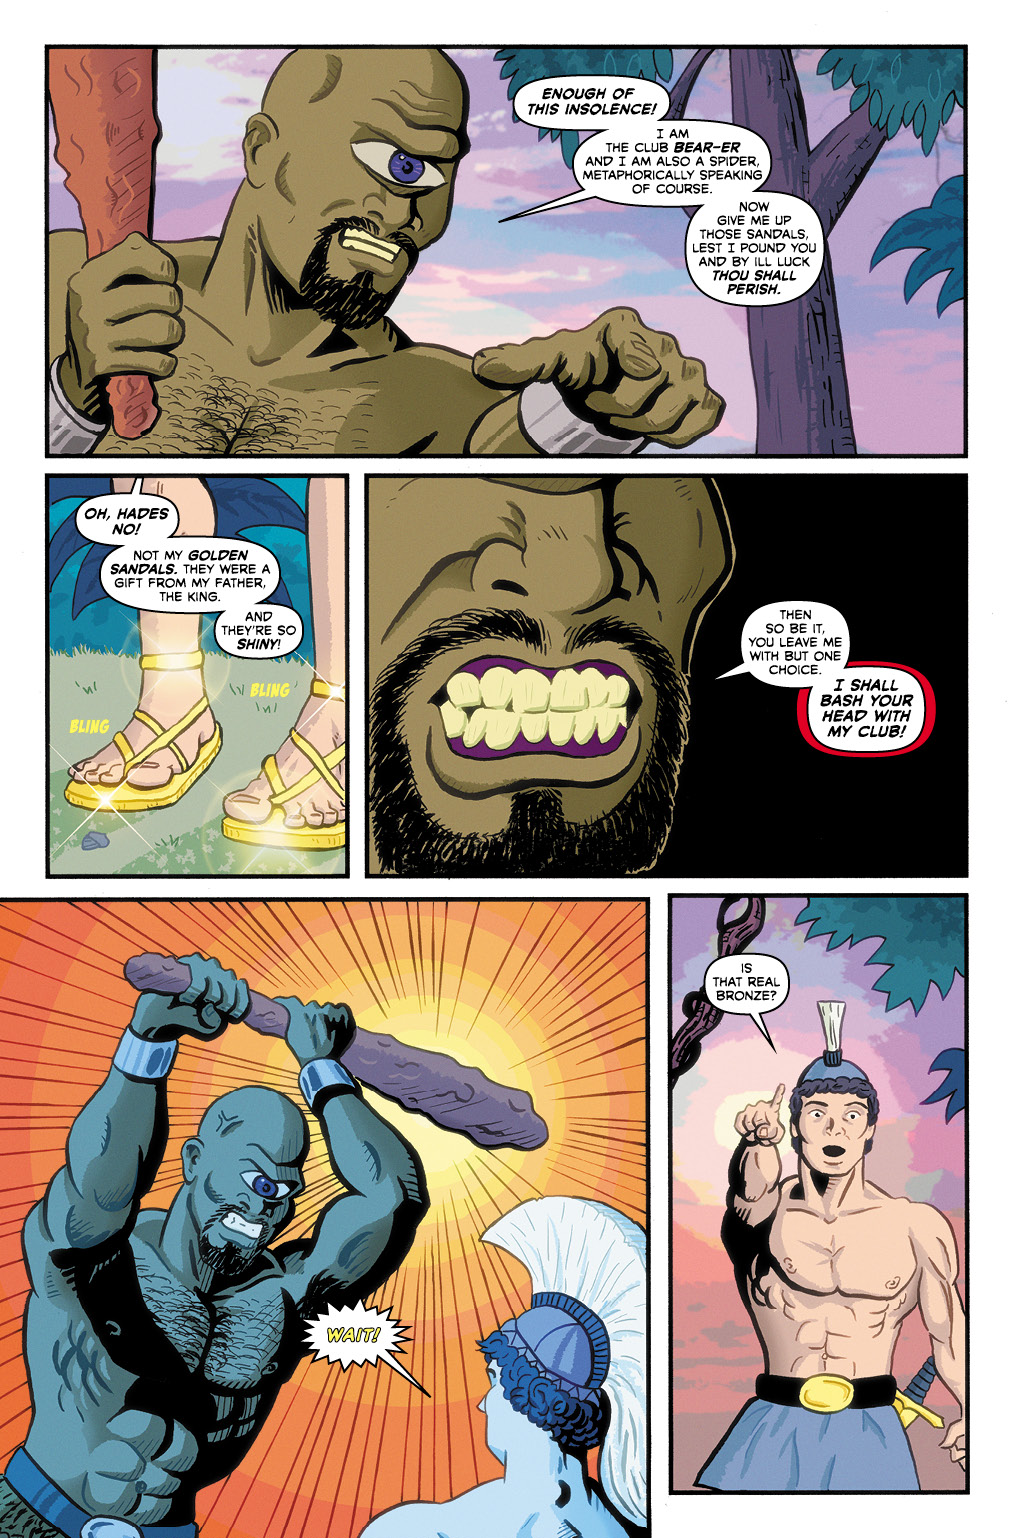 ENOUGH OF
THIS INSOLENCE!
I AM
THE CLUB BEAR-ER
AND I AM ALSO A SPIDER,
METAPHORICALLY SPEAKING
OF COURSE.
NOW
GIVE ME UP
THOSE SANDALS,
LEST I POUND YOU
AND BY ILL LUCK
THOU SHALL
PERISH.
OH, HADES
NO!
NOT MY GOLDEN
SANDALS. THEY WERE A
GIFT FROM MY FATHER,
THE KING.
AND
THEY'RE SO
SHINY!
BLING
BLING
THEN
SO BE IT,
YOU LEAVE ME
WITH BUT ONE
CHOICE.
I SHALL
BASH YOUR
HEAD WITH
MY CLUB!
WAIT!
IS
THAT REAL
BRONZE?